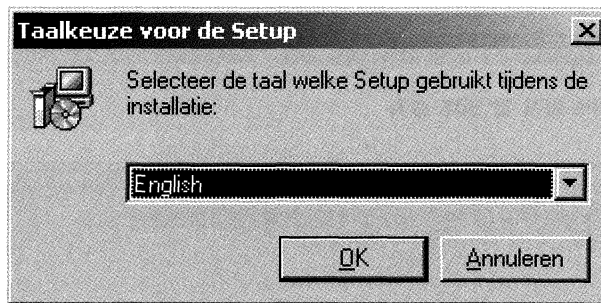 Taalkeuze voor de Setup
Selecteer de taal welke Setup gebruikt tijdens de
installatie:
English
OK
Annuleren